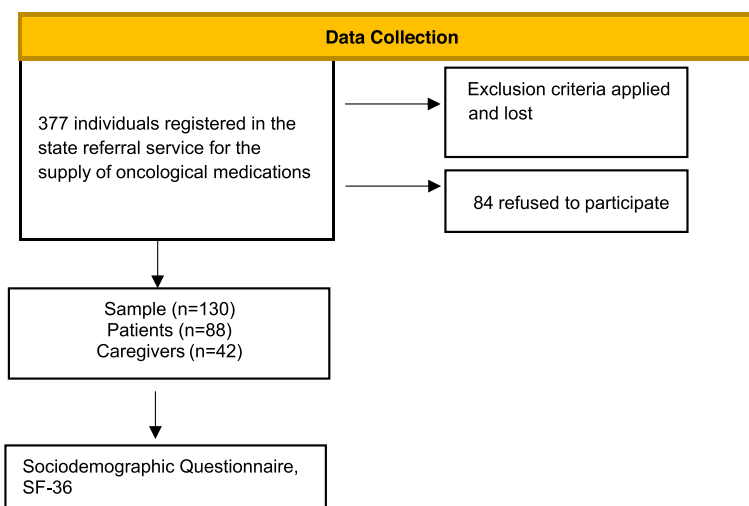 Data Collection
377 individuals registered in the
state referral service for the
supply of oncological medications
Exclusion criteria applied
and lost
84 refused to participate
Sample (n=130)
Patients (n=88)
Caregivers (n=42)
Sociodemographic Questionnaire,
SF-36